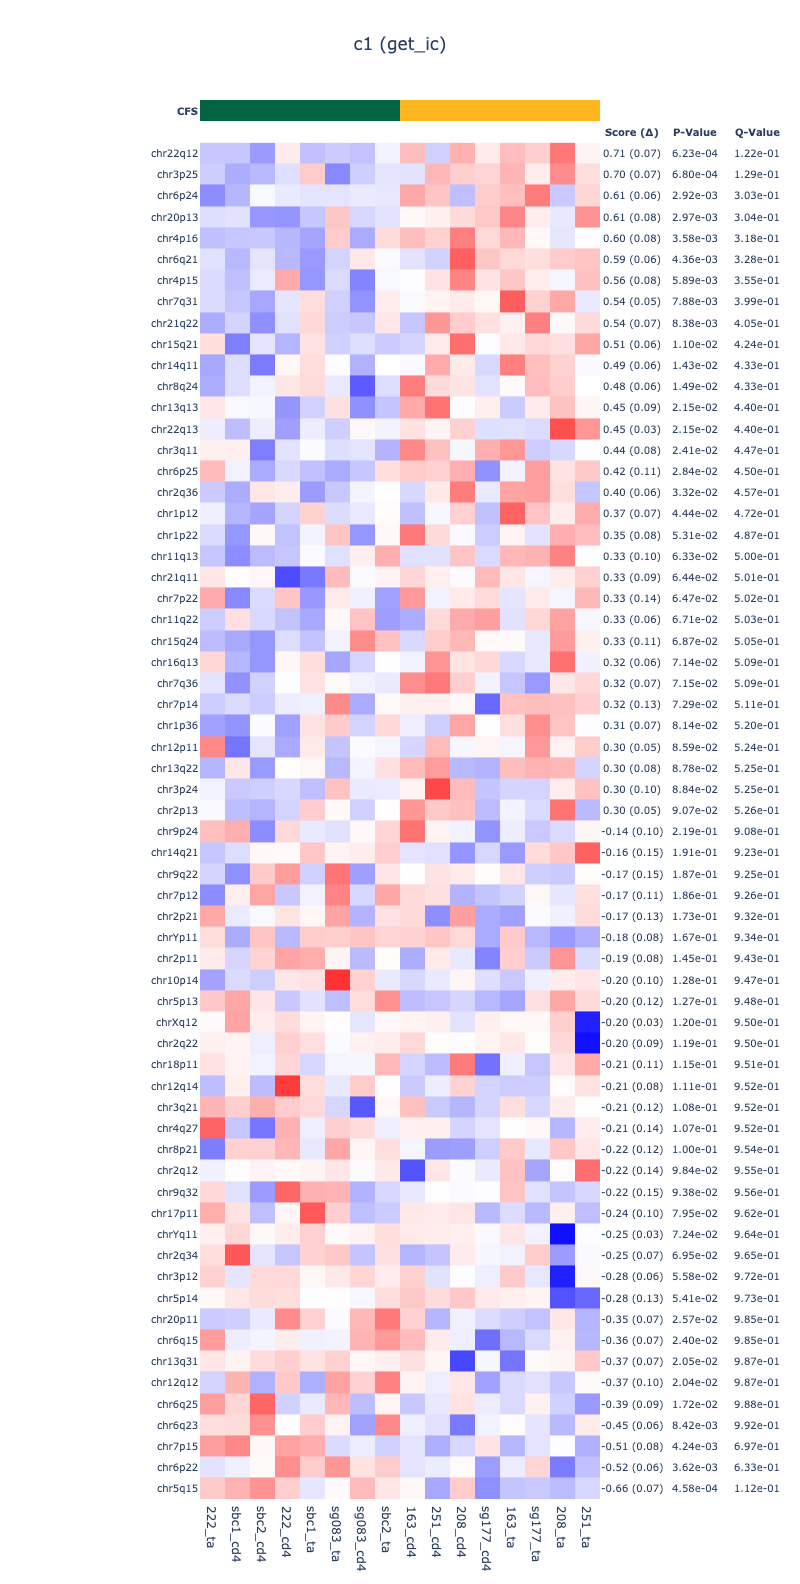 c1 (get_ic)
CFS
Score (Δ) P-Value Q-Value
chr22q12 0.71 (0.07) 6.23e-04 1.22e-01
chr3p25 0.70 (0.07) 6.80e-04 1.29e-01
chr6p24 0.61 (0.06) 2.92e-03 3.03e-01
chr20p13 0.61 (0.08) 2.97e-03 3.04e-01
chr4p16 0.60 (0.08) 3.58e-03 3.18e-01
chr6q21 0.59 (0.06) 4.36e-03 3.28e-01
chr4p15 0.56 (0.08) 5.89e-03 3.55e-01
chr7q31 0.54 (0.05) 7.88e-03 3.99e-01
chr21q22 0.54 (0.07) 8.38e-03 4.05e-01
chr15q21 0.51 (0.06) 1.10e-02 4.24e-01
chr14q11 0.49 (0.06) 1.43e-02 4.33e-01
chr8q24 0.48 (0.06) 1.49e-02 4.33e-01
chr13q13 0.45 (0.09) 2.15e-02 4.40e-01
chr22q13 0.45 (0.03) 2.15e-02 4.40e-01
chr3q11 0.44 (0.08) 2.41e-02 4.47e-01
chr6p25 0.42 (0.11) 2.84e-02 4.50e-01
chr2q36 0.40 (0.06) 3.32e-02 4.57e-01
chr1p12 0.37 (0.07) 4.44e-02 4.72e-01
chr1p22 0.35 (0.08) 5.31e-02 4.87e-01
chr11q13 0.33 (0.10) 6.33e-02 5.00e-01
chr21q11 0.33 (0.09) 6.44e-02 5.01e-01
chr7p22 0.33 (0.14) 6.47e-02 5.02e-01
chr11q22 0.33 (0.06) 6.71e-02 5.03e-01
chr15q24 0.33 (0.11) 6.87e-02 5.05e-01
chr16q13 0.32 (0.06) 7.14e-02 5.09e-01
chr7q36 0.32 (0.07) 7.15e-02 5.09e-01
chr7p14 0.32 (0.13) 7.29e-02 5.11e-01
chr1p36 0.31 (0.07) 8.14e-02 5.20e-01
chr12p11 0.30 (0.05) 8.59e-02 5.24e-01
chr13q22 0.30 (0.08) 8.78e-02 5.25e-01
chr3p24 0.30 (0.10) 8.84e-02 5.25e-01
chr2p13 0.30 (0.05) 9.07e-02 5.26e-01
chr9p24 -0.14 (0.10) 2.19e-01 9.08e-01
chr14q21 -0.16 (0.15) 1.91e-01 9.23e-01
chr9q22 -0.17 (0.15) 1.87e-01 9.25e-01
chr7p12 -0.17 (0.11) 1.86e-01 9.26e-01
chr2p21 -0.17 (0.13) 1.73e-01 9.32e-01
chrYp11 -0.18 (0.08) 1.67e-01 9.34e-01
chr2p11 -0.19 (0.08) 1.45e-01 9.43e-01
chr10p14 -0.20 (0.10) 1.28e-01 9.47e-01
chr5p13 -0.20 (0.12) 1.27e-01 9.48e-01
chrXq12 -0.20 (0.03) 1.20e-01 9.50e-01
chr2q22 -0.20 (0.09) 1.19e-01 9.50e-01
chr18p11 -0.21 (0.11) 1.15e-01 9.51e-01
chr12q14 -0.21 (0.08) 1.11e-01 9.52e-01
chr3q21 -0.21 (0.12) 1.08e-01 9.52e-01
chr4q27 -0.21 (0.14) 1.07e-01 9.52e-01
chr8p21 -0.22 (0.12) 1.00e-01 9.54e-01
chr2q12 -0.22 (0.14) 9.84e-02 9.55e-01
chr9q32 -0.22 (0.15) 9.38e-02 9.56e-01
chr17p11 -0.24 (0.10) 7.95e-02 9.62e-01
chrYq11 -0.25 (0.03) 7.24e-02 9.64e-01
chr2q34 -0.25 (0.07) 6.95e-02 9.65e-01
chr3p12 -0.28 (0.06) 5.58e-02 9.72e-01
chr5p14 -0.28 (0.13) 5.41e-02 9.73e-01
chr20p11 -0.35 (0.07) 2.57e-02 9.85e-01
chr6q15 -0.36 (0.07) 2.40e-02 9.85e-01
chr13q31 -0.37 (0.07) 2.05e-02 9.87e-01
chr12q12 -0.37 (0.10) 2.04e-02 9.87e-01
chr6q25 -0.39 (0.09) 1.72e-02 9.88e-01
chr6q23 -0.45 (0.06) 8.42e-03 9.92e-01
chr7p15 -0.51 (0.08) 4.24e-03 6.97e-01
chr6p22 -0.52 (0.06) 3.62e-03 6.33e-01
chr5q15 -0.66 (0.07) 4.58e-04 1.12e-01
222_ta
sbc1_cd4
sbc2_cd4
222_cd4
sbc1_ta
sg083_ta
sg083_cd4
sbc2_ta
163_cd4
251_cd4
208_cd4
sg177_cd4
163_ta
sg177_ta
208_ta
251_ta